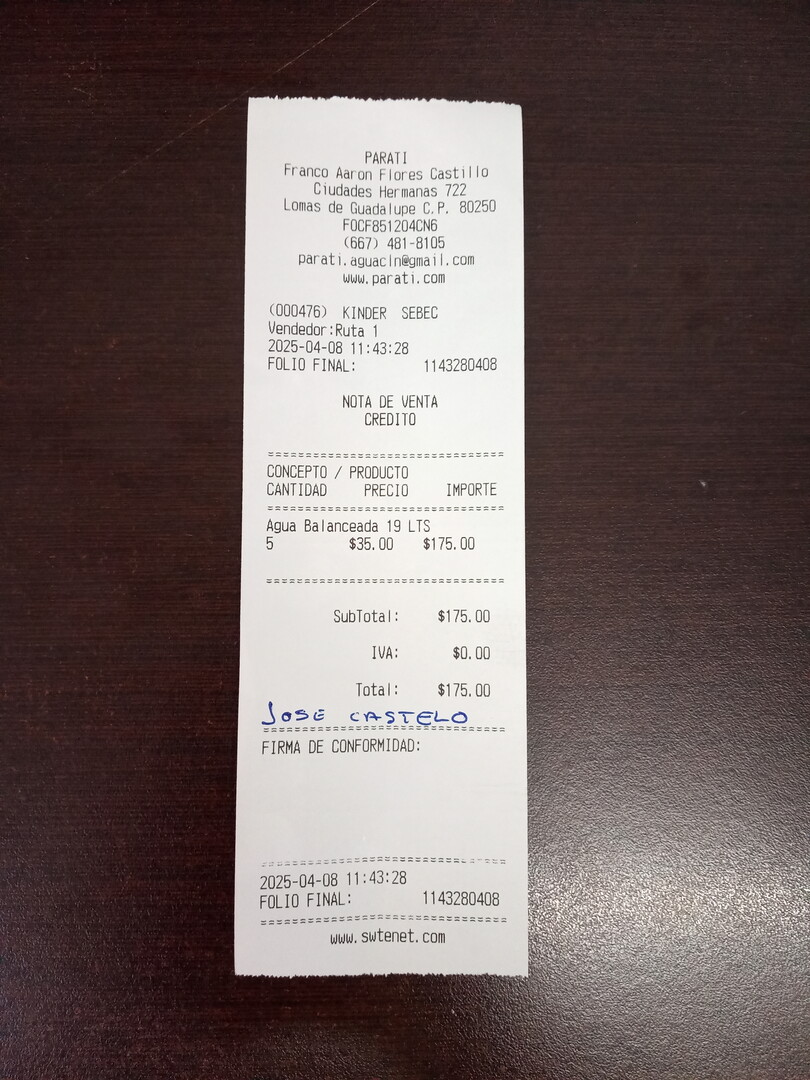 PARATI
Franco Aaron Flores Castillo
Ciudades Hermanas 722
Lomas de Guadalupe C.P. 80250
FOCF851204CN6
(667) 481-8105
parati.aguacln@gmail.com
www.parati.com
(000476) KINDER SEBEC
Vendedor:Ruta 1
2025-04-08 11:43:28
FOLIO FINAL: 1143280408
NOTA DE VENTA
CREDITO
CONCEPTO / PRODUCTO
CANTIDAD PRECIO IMPORTE
Agua Balanceada 19 LTS
5 $35.00 $175.00
SubTotal: $175.00
IVA: $0.00
Total: $175.00
JOSE CASTELO
FIRMA DE CONFORMIDAD:
2025-04-08 11:43:28
FOLIO FINAL: 1143280408
www.swtenet.com